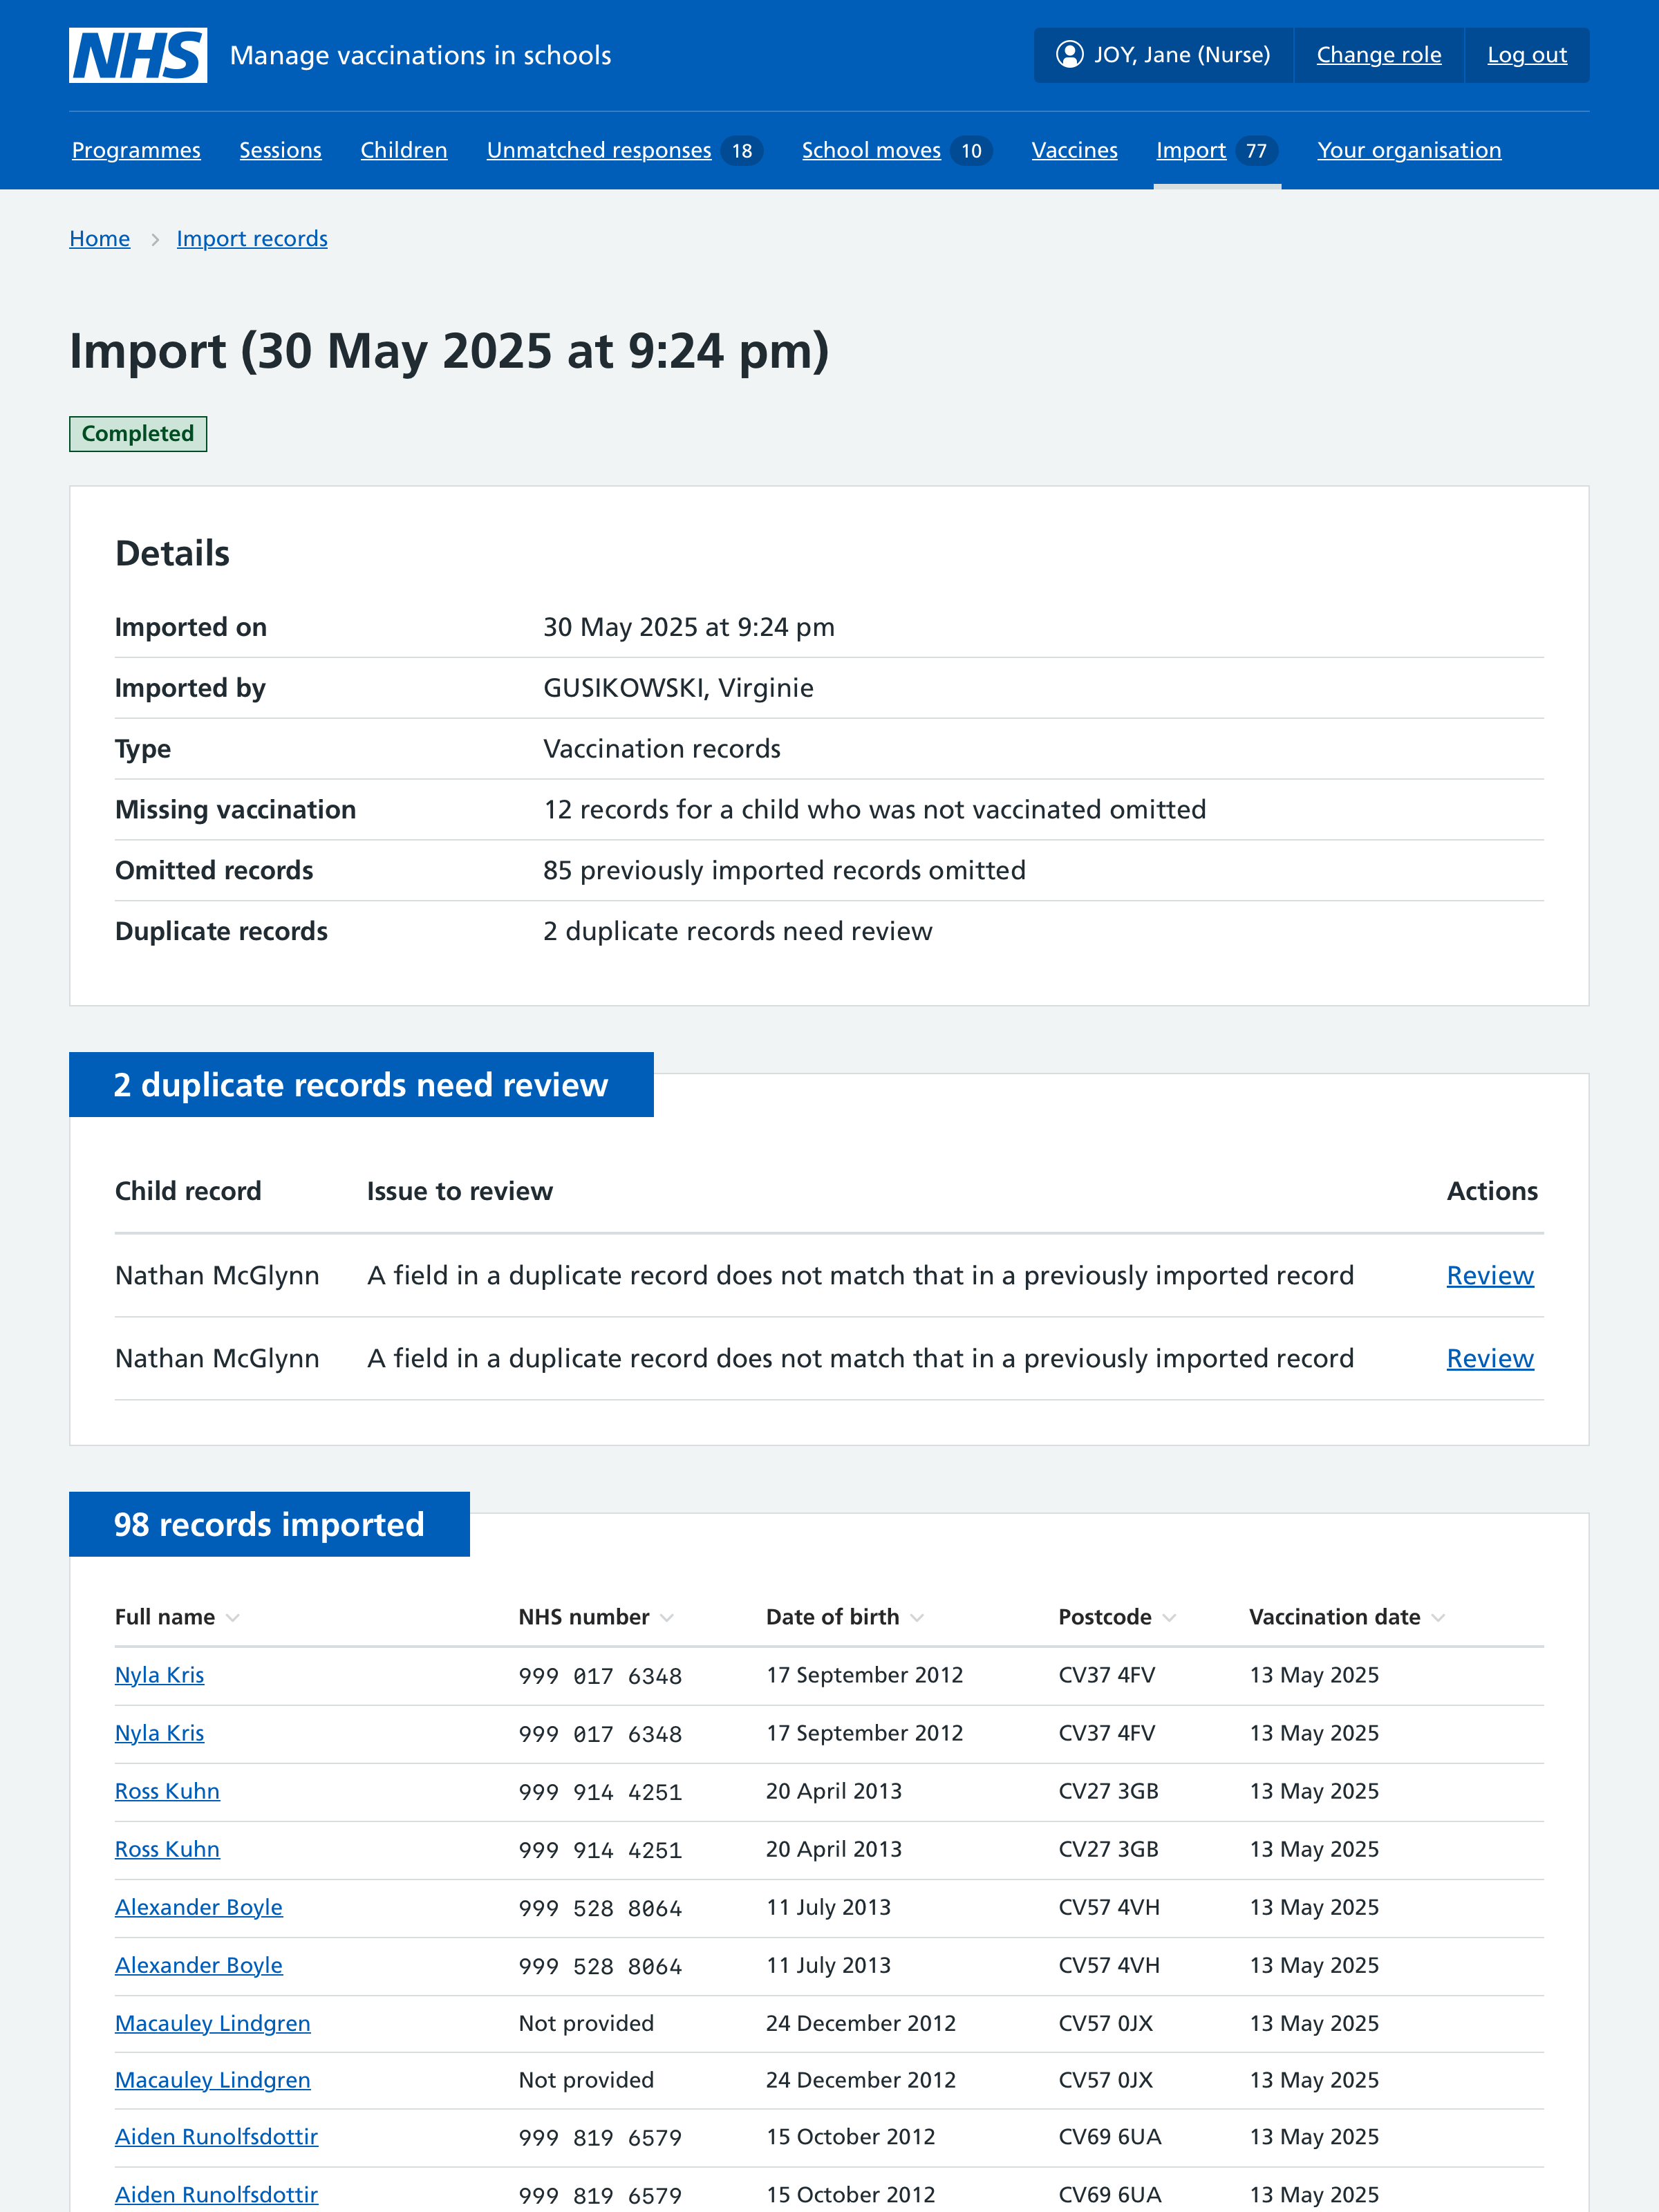 NHS Manage vaccinations in schools JOY, Jane (Nurse) Change role Log out
Programmes Sessions Children Unmatched responses 18 School moves 10 Vaccines Import 77 Your organisation
Home Import records
Import (30 May 2025 at 9:24 pm)
Completed
Details
Imported on 30 May 2025 at 9:24 pm
Imported by GUSIKOWSKI, Virginie
Type Vaccination records
Missing vaccination 12 records for a child who was not vaccinated omitted
Omitted records 85 previously imported records omitted
Duplicate records 2 duplicate records need review
2 duplicate records need review
Child record Issue to review Actions
Nathan McGlynn A field in a duplicate record does not match that in a previously imported record Review
Nathan McGlynn A field in a duplicate record does not match that in a previously imported record Review
98 records imported
Full name NHS number Date of birth Postcode Vaccination date
Nyla Kris 999 017 6348 17 September 2012 CV37 4FV 13 May 2025
Nyla Kris 999 017 6348 17 September 2012 CV37 4FV 13 May 2025
Ross Kuhn 999 914 4251 20 April 2013 CV27 3GB 13 May 2025
Ross Kuhn 999 914 4251 20 April 2013 CV27 3GB 13 May 2025
Alexander Boyle 999 528 8064 11 July 2013 CV57 4VH 13 May 2025
Alexander Boyle 999 528 8064 11 July 2013 CV57 4VH 13 May 2025
Macauley Lindgren Not provided 24 December 2012 CV57 0JX 13 May 2025
Macauley Lindgren Not provided 24 December 2012 CV57 0JX 13 May 2025
Aiden Runolfsdottir 999 819 6579 15 October 2012 CV69 6UA 13 May 2025
Aiden Runolfsdottir 999 819 6579 15 October 2012 CV69 6UA 13 May 2025